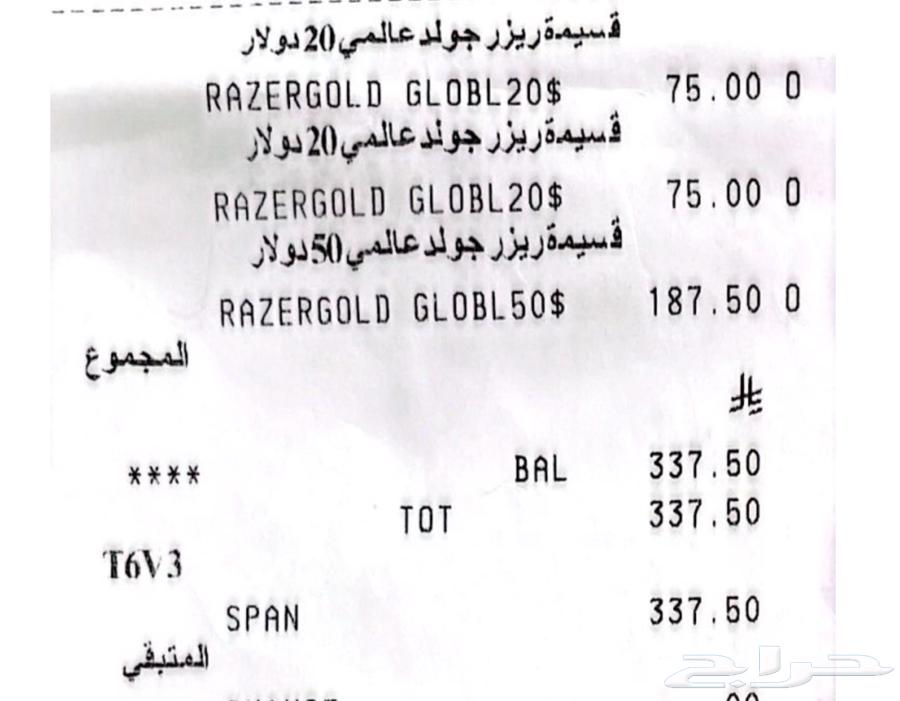 قسيمة ريزر جولد عالمي 20 دولار
RAZERGOLD GLOBL20$ 75.00 0
قسيمة ريزر جولد عالمي 20 دولار
RAZERGOLD GLOBL20$ 75.00 0
قسيمة ريزر جولد عالمي 50 دولار
RAZERGOLD GLOBL50$ 187.50 0
المجموع
**** BAL 337.50
TOT 337.50
T6V3
SPAN 337.50
المتبقي
حراج